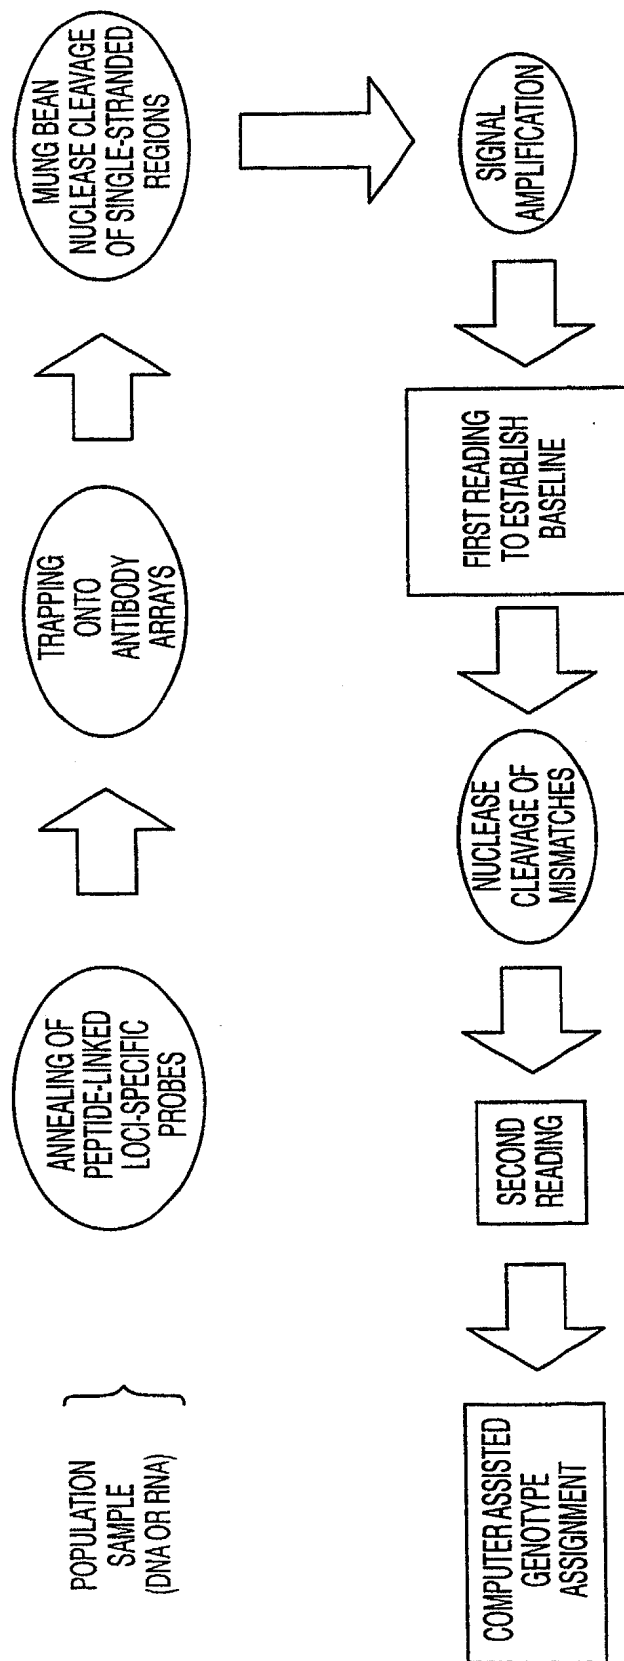 POPULATION
SAMPLE
(DNA OR RNA)
ANNEALING OF
PEPTIDE-LINKED
LOCI-SPECIFIC
PROBES
TRAPPING
ONTO
ANTIBODY
ARRAYS
MUNG BEAN
NUCLEASE CLEAVAGE
OF SINGLE-STRANDED
REGIONS
SIGNAL
AMPLIFICATION
FIRST READING
TO ESTABLISH
BASELINE
NUCLEASE
CLEAVAGE OF
MISMATCHES
SECOND
READING
COMPUTER ASSISTED
GENOTYPE
ASSIGNMENT